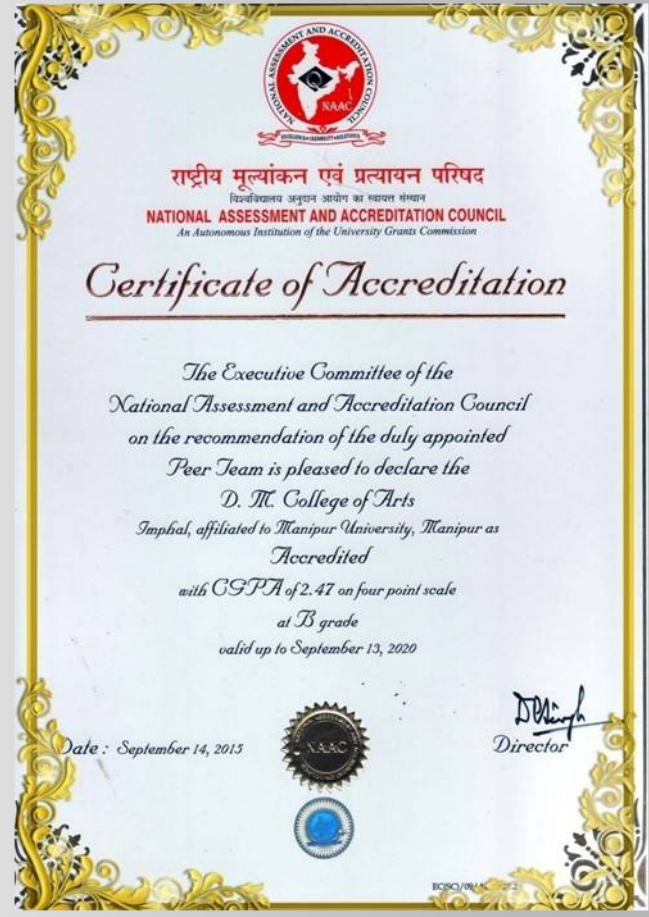 NATIONAL ASSESSMENT AND ACCREDITATION COUNCIL
NAAC
राष्ट्रीय मूल्यांकन एवं प्रत्यायन परिषद
विश्वविद्यालय अनुदान आयोग का स्वायत्त संस्थान
NATIONAL ASSESSMENT AND ACCREDITATION COUNCIL
An Autonomous Institution of the University Grants Commission
Certificate of Accreditation
The Executive Committee of the
National Assessment and Accreditation Council
on the recommendation of the duly appointed
Peer Team is pleased to declare the
D. M. College of Arts
Imphal, affiliated to Manipur University, Manipur as
Accredited
with CGPA of 2.47 on four point scale
at B grade
valid up to September 13, 2020
Date : September 14, 2015
NAAC
Director